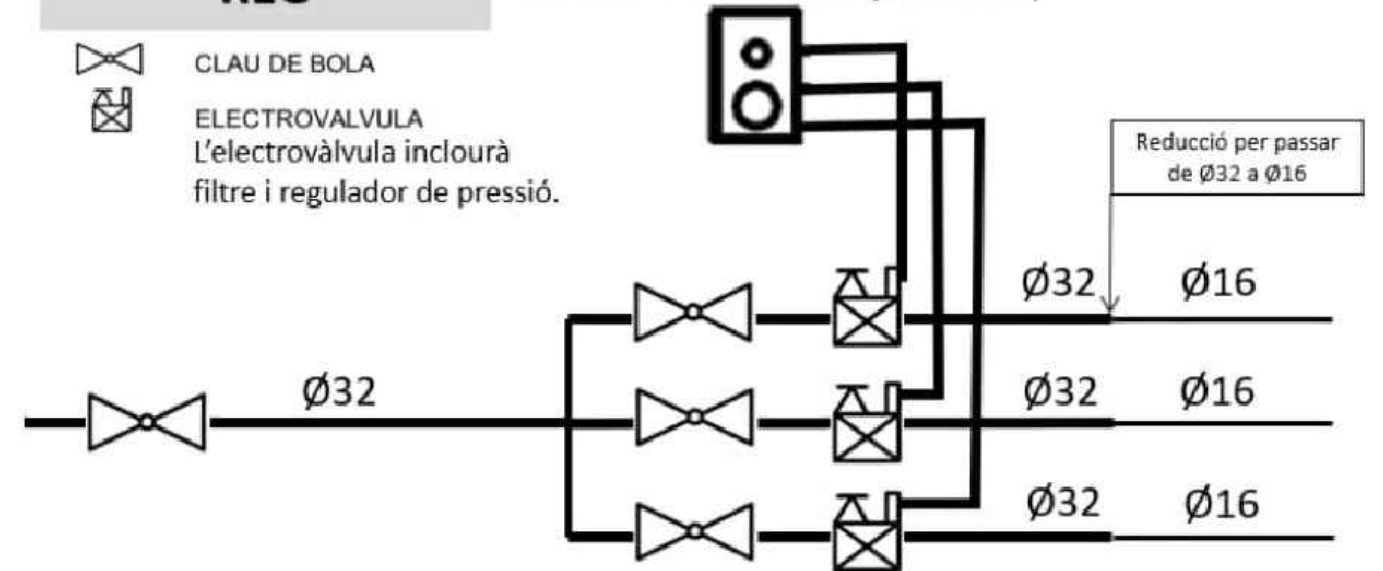 CLAU DE BOLA
ELECTROVALVULA
L'electrovàlvula inclourà
filtre i regulador de pressió.
Reducció per passar
de Ø32 a Ø16
Ø32 Ø16
Ø32
Ø32 Ø16
Ø32 Ø16